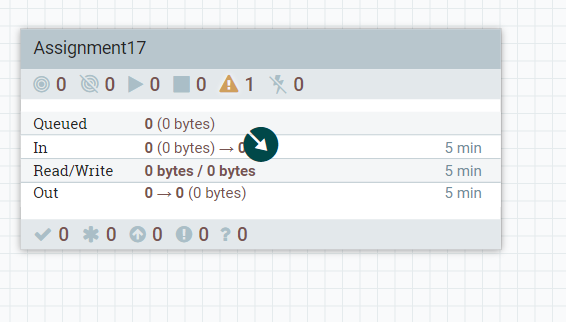 Assignment17
0 0 0 0 1 0
Queued 0 (0 bytes)
In 0 (0 bytes) → 0 5 min
Read/Write 0 bytes / 0 bytes 5 min
Out 0 → 0 (0 bytes) 5 min
0 0 0 0 ? 0